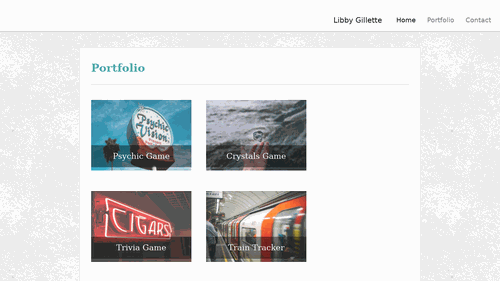 Libby Gillette Home Portfolio Contact
Portfolio
Psychic
Vision
Psychic Game
Crystals Game
CIGARS
Trivia Game
Train Tracker